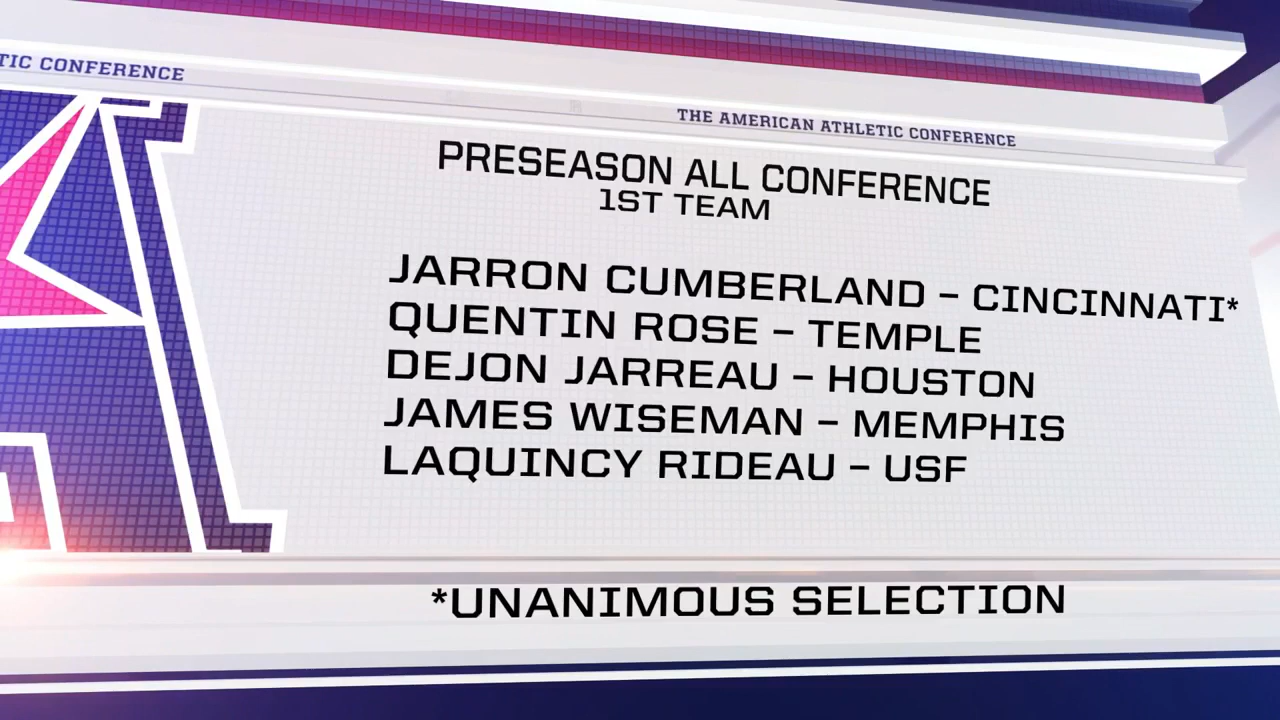 TIC CONFERENCE
THE AMERICAN ATHLETIC CONFERENCE
PRESEASON ALL CONFERENCE
1ST TEAM
JARRON CUMBERLAND – CINCINNATI*
QUENTIN ROSE – TEMPLE
DEJON JARREAU – HOUSTON
JAMES WISEMAN – MEMPHIS
LAQUINCY RIDEAU – USF
*UNANIMOUS SELECTION